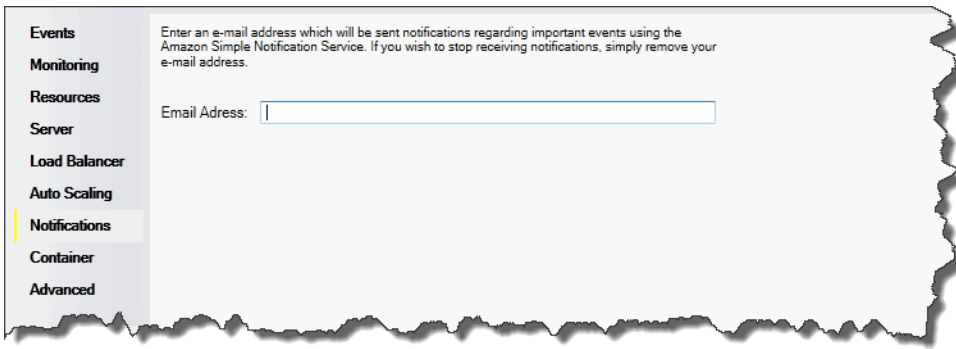 Events
Monitoring
Resources
Server
Load Balancer
Auto Scaling
Notifications
Container
Advanced
Enter an e-mail address which will be sent notifications regarding important events using the
Amazon Simple Notification Service. If you wish to stop receiving notifications, simply remove your
e-mail address.
Email Adress: